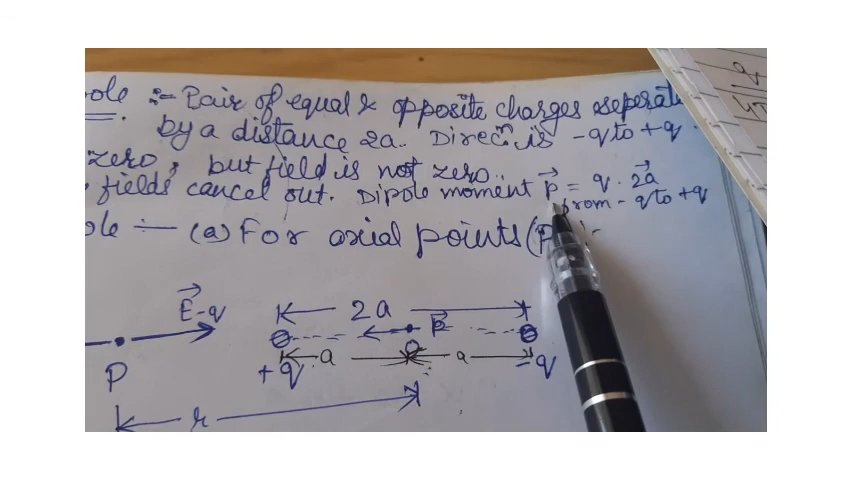 ole :- Pair of equal & opposite charges seperate
by a distance 2a. Direcⁿ is -q to +q.
zero, but field is not zero.
fields cancel out. Dipole moment p⃗ = q . 2a⃗
from - q to + q
ole :- (a) For axial points (P) :-
E⃗-q
2a
p⃗
P
+q
a
O
a
-q
r